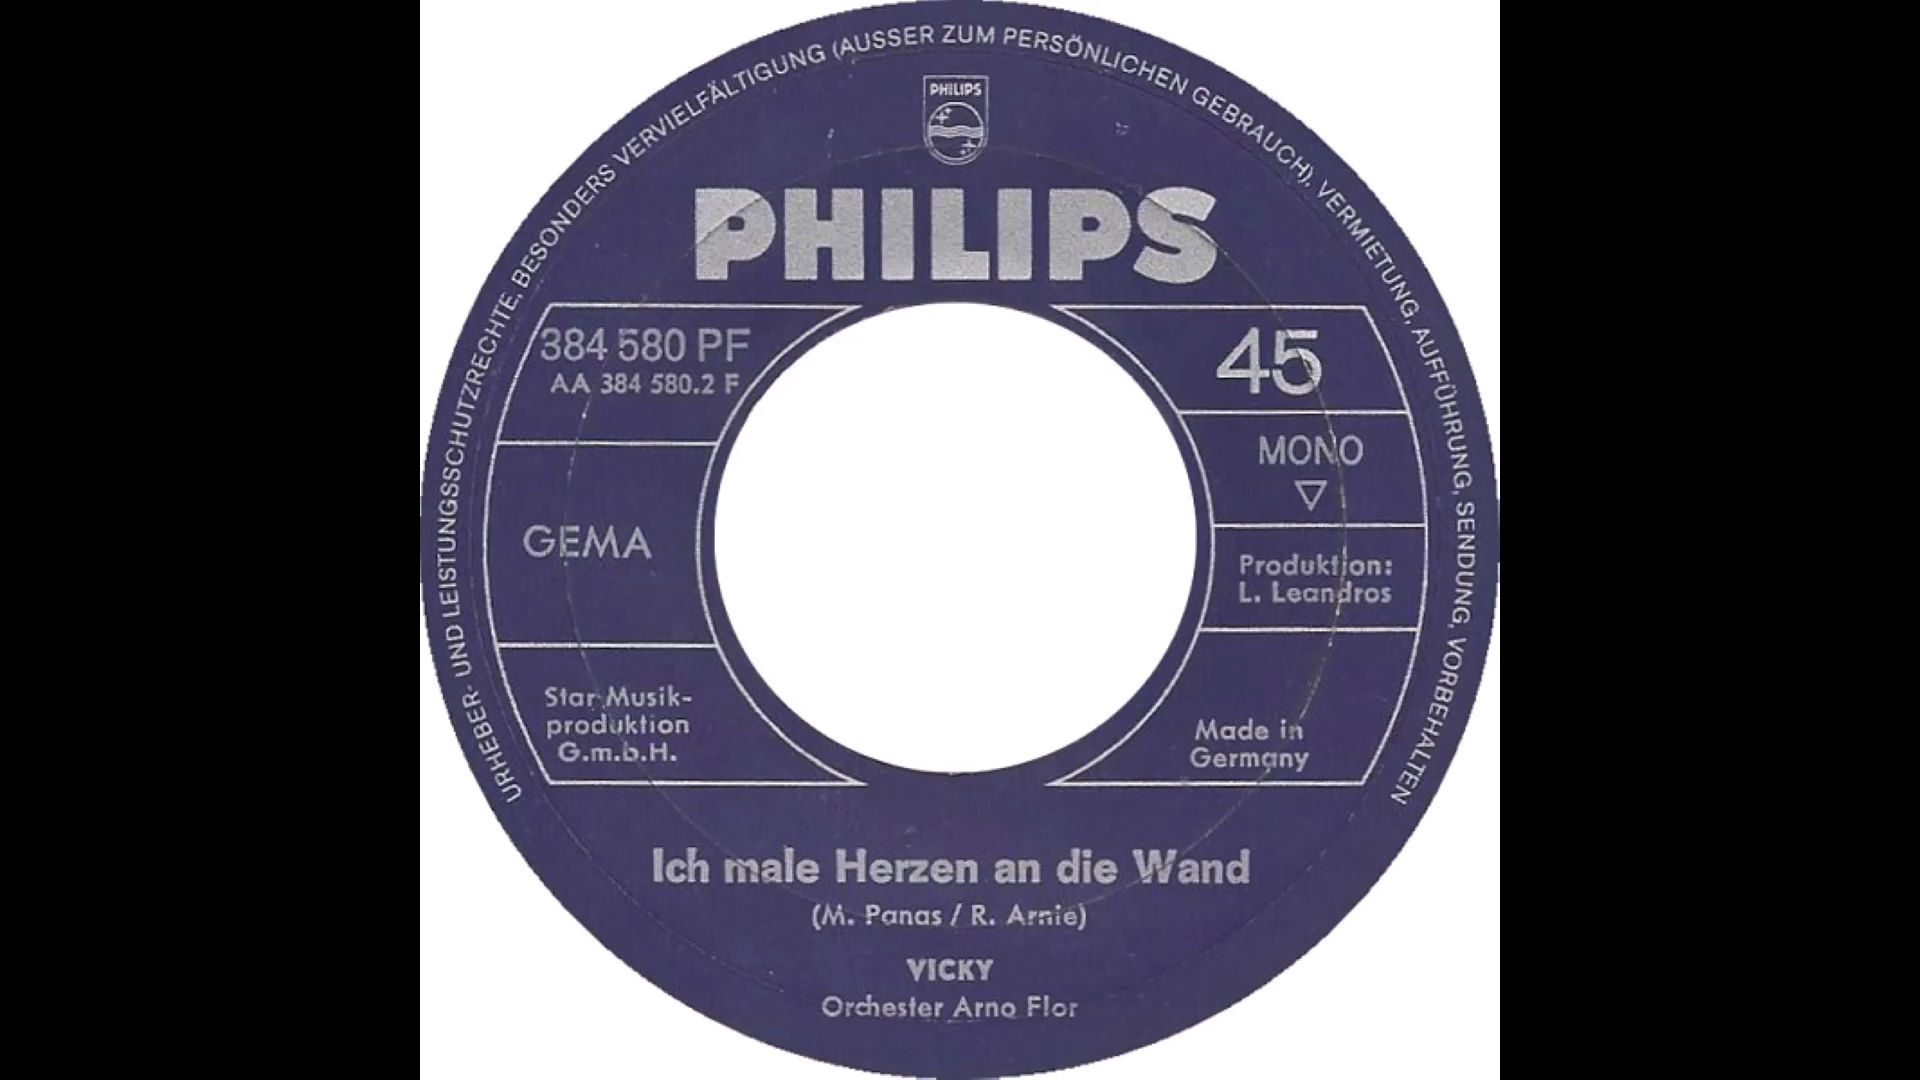 URHEBER- UND LEISTUNGSSCHUTZRECHTE, BESONDERS VERVIELFÄLTIGUNG (AUSSER ZUM PERSÖNLICHEN GEBRAUCH), VERMIETUNG, AUFFÜHRUNG, SENDUNG, VORBEHALTEN
PHILIPS
PHILIPS
384 580 PF
AA 384 580.2 F
GEMA
Star Musik-
produktion
G.m.b.H.
45
MONO
Produktion:
L. Leandros
Made in
Germany
Ich male Herzen an die Wand
(M. Panas / R. Arnie)
VICKY
Orchester Arno Flor